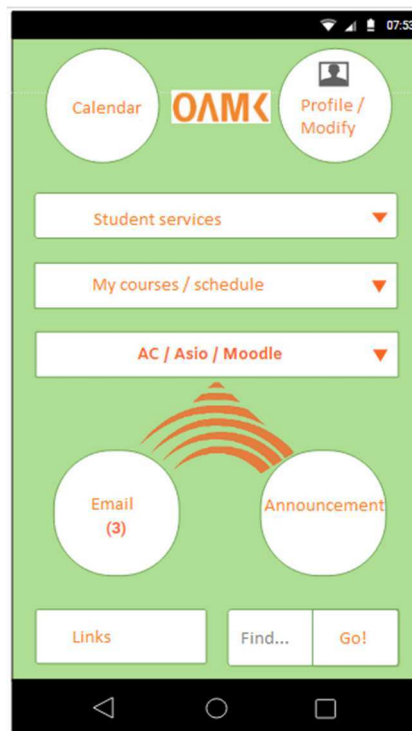 07:53
Calendar
OAMK
Profile /
Modify
Student services
My courses / schedule
AC / Asio / Moodle
Email
(3)
Announcement
Links
Find...
Go!